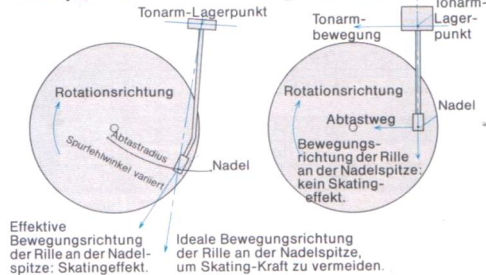 Tonarm-Lagerpunkt
Rotationsrichtung
Abtastradius
Spurfehlwinkel variiert
Nadel
Effektive
Bewegungsrichtung
der Rille an der Nadel-
spitze: Skatingeffekt.
Ideale Bewegungsrichtung
der Rille an der Nadelspitze,
um Skating-Kraft zu vermeiden.
Tonarm-
bewegung
Tonarm-
Lager-
punkt
Rotationsrichtung
Nadel
Abtastweg
Bewegungs-
richtung der Rille
an der Nadelspitze:
kein Skating-
effekt.